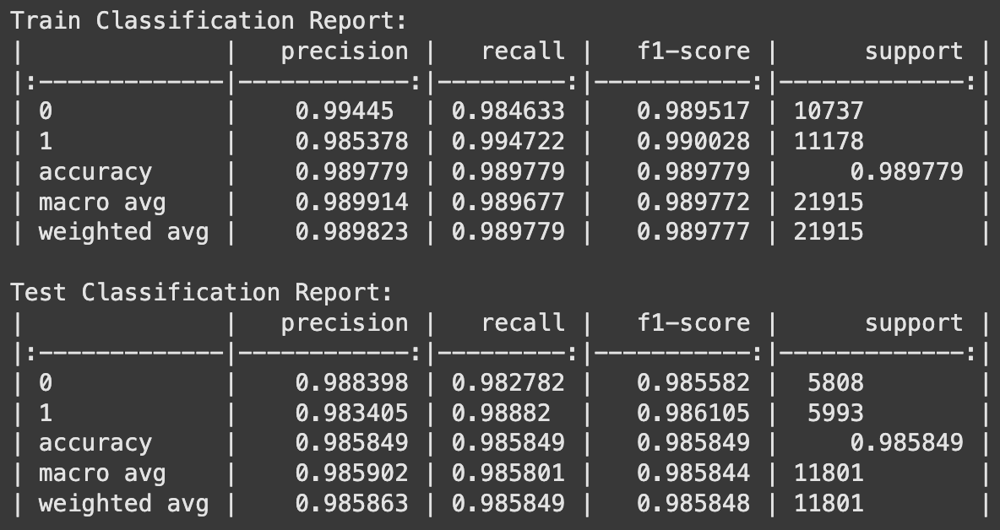 Train Classification Report:
|               |   precision |   recall |   f1-score |      support |
|:--------------|------------:|---------:|-----------:|-------------:|
| 0             |    0.99445  | 0.984633 |   0.989517 | 10737        |
| 1             |    0.985378 | 0.994722 |   0.990028 | 11178        |
| accuracy      |    0.989779 | 0.989779 |   0.989779 |     0.989779 |
| macro avg     |    0.989914 | 0.989677 |   0.989772 | 21915        |
| weighted avg |    0.989823 | 0.989779 |   0.989777 | 21915        |
Test Classification Report:
|               |   precision |   recall |   f1-score |      support |
|:--------------|------------:|---------:|-----------:|-------------:|
| 0             |    0.988398 | 0.982782 |   0.985582 |  5808        |
| 1             |    0.983405 | 0.98882  |   0.986105 |  5993        |
| accuracy      |    0.985849 | 0.985849 |   0.985849 |     0.985849 |
| macro avg     |    0.985902 | 0.985801 |   0.985844 | 11801        |
| weighted avg |    0.985863 | 0.985849 |   0.985848 | 11801        |